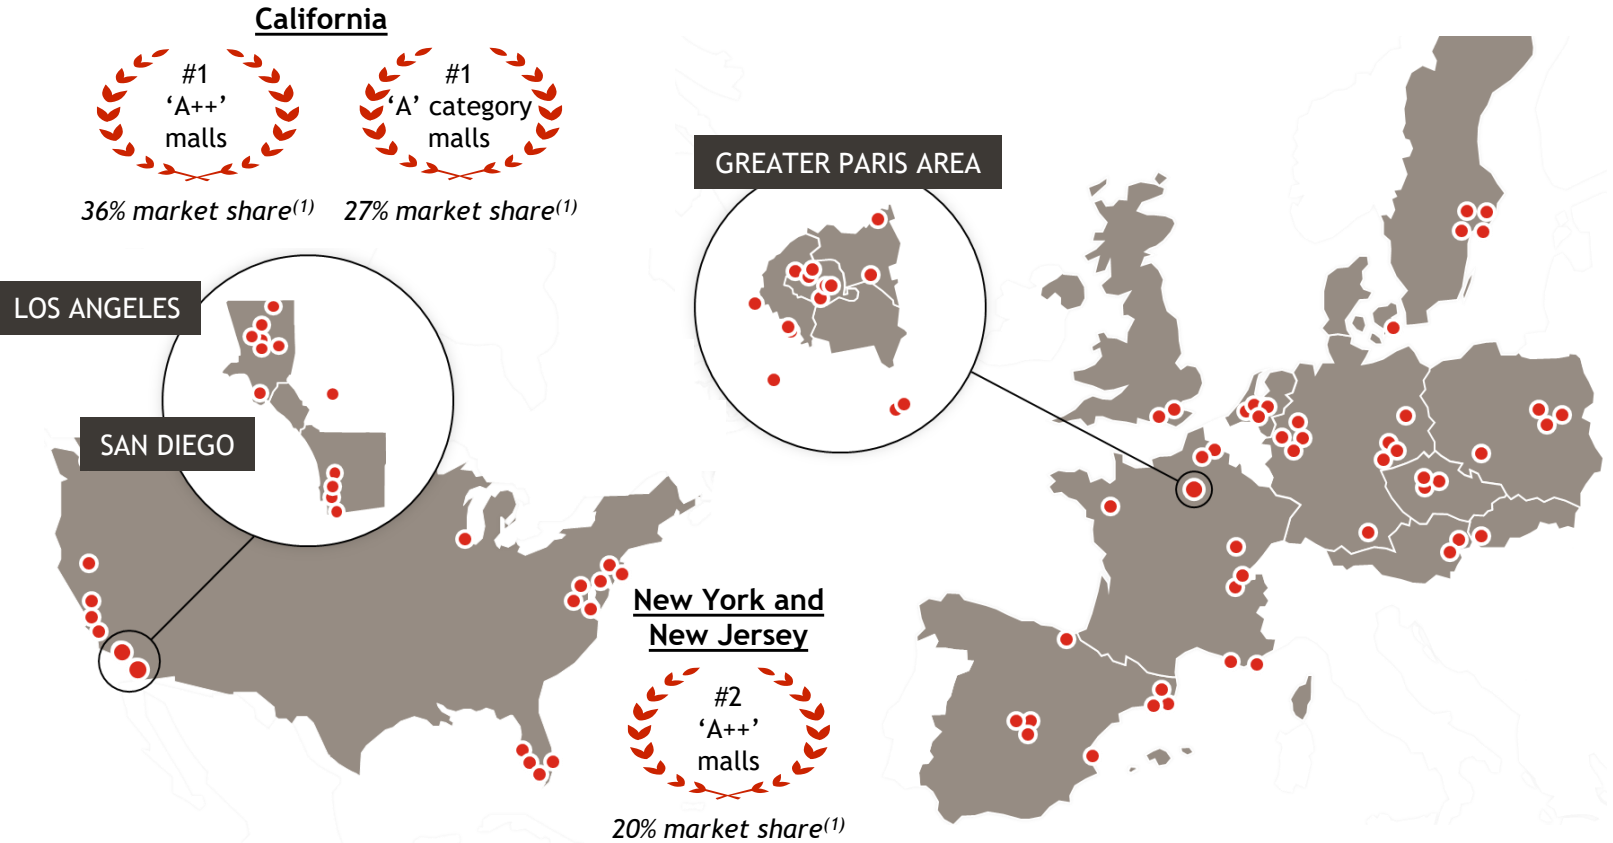 California
#1
‘A++’
malls
#1
‘A’ category
malls
36% market share(1)
27% market share(1)
GREATER PARIS AREA
LOS ANGELES
SAN DIEGO
New York and
New Jersey
#2
‘A++’
malls
20% market share(1)